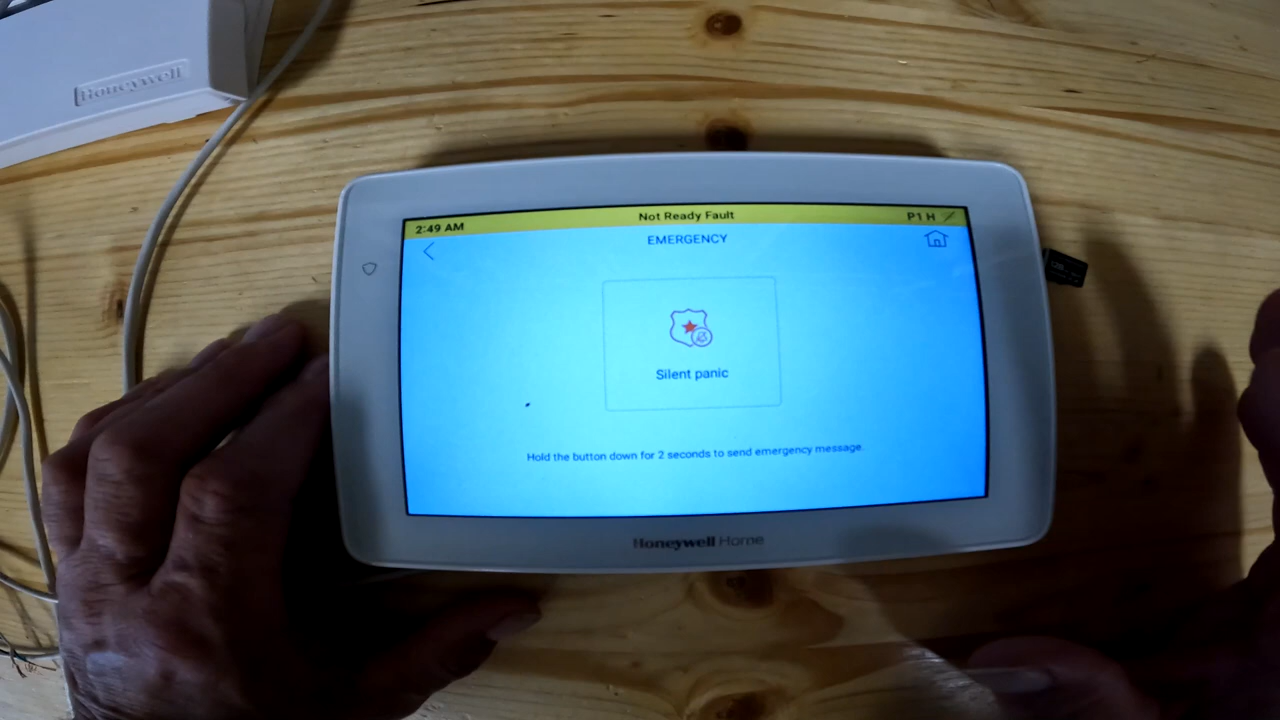 Honeywell
2:49 AM
Not Ready Fault
P1 H
EMERGENCY
Silent panic
Hold the button down for 2 seconds to send emergency message.
Honeywell Home